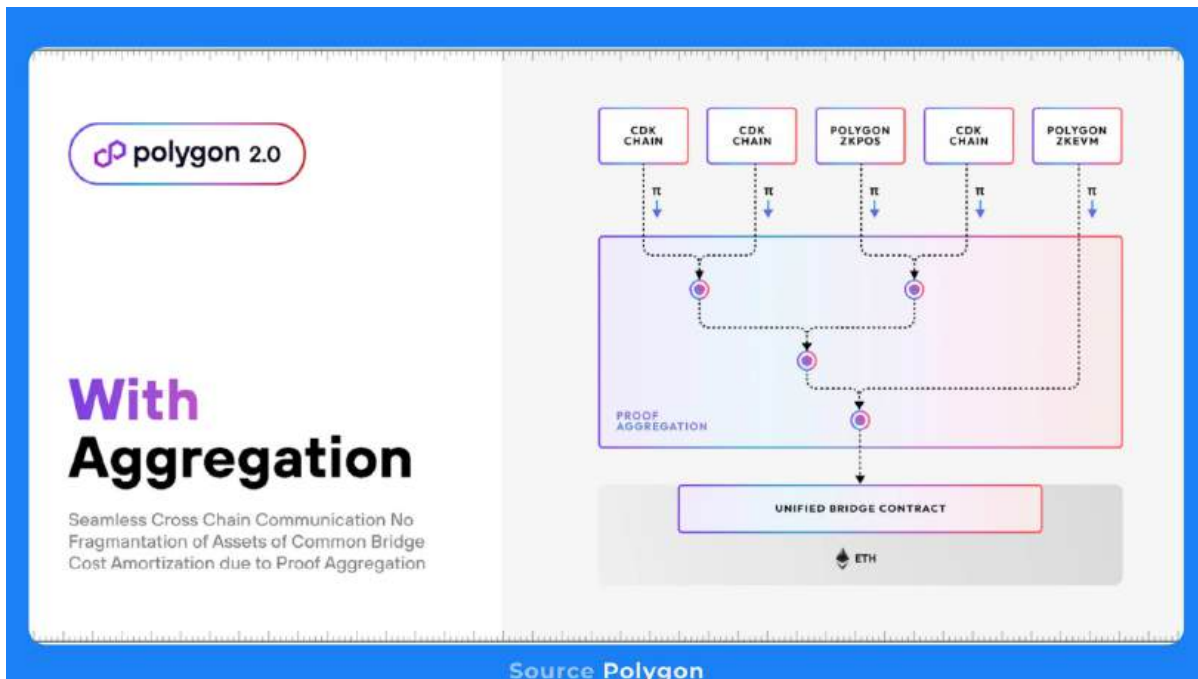 polygon 2.0
With
Aggregation
Seamless Cross Chain Communication No
Fragmantation of Assets of Common Bridge
Cost Amortization due to Proof Aggregation
CDK
CHAIN
CDK
CHAIN
POLYGON
ZKPOS
CDK
CHAIN
POLYGON
ZKEVM
π
π
π
π
π
PROOF
AGGREGATION
UNIFIED BRIDGE CONTRACT
ETH
Source Polygon